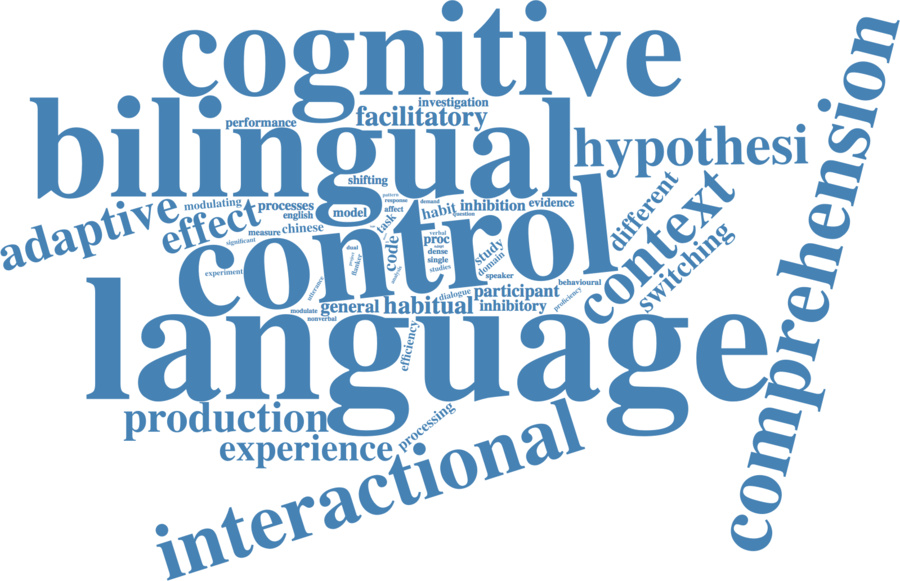 cognitive
investigation
performance
facilitatory
bilingual
hypothesi
comprehension
shifting
pattern
response
demand
modulating
processes
affect
habit
inhibition
evidence
different
adaptive
effect
english
model
task
question
context
significant
measure
chinese
control
code
verbal
proc
dense
single
studies
study
domain
speaker
switching
dual
flanker
analysis
experiment
utterance
behavioural
proficiency
dialogue
participant
modulate
general
habitual
inhibitory
nonverbal
language
efficiency
production
experience
processing
interactional